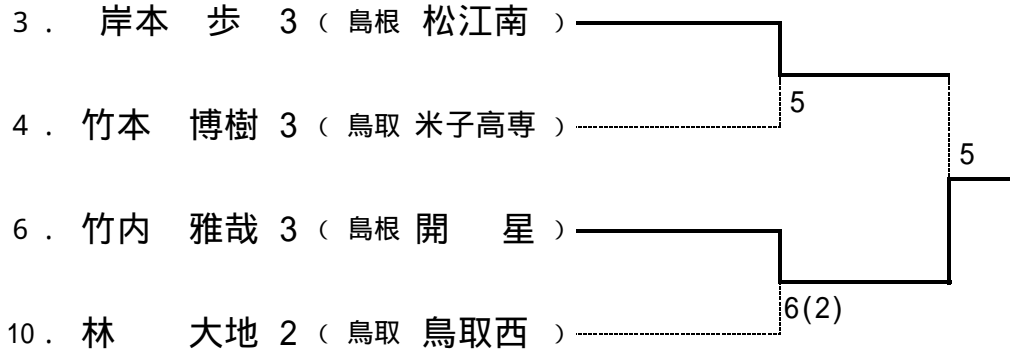 3 . 岸本 歩 3 ( 島根 松江南 )
5
4 . 竹本 博樹 3 ( 鳥取 米子高専 )
5
6 . 竹内 雅哉 3 ( 島根 開 星 )
6(2)
10 . 林 大地 2 ( 鳥取 鳥取西 )